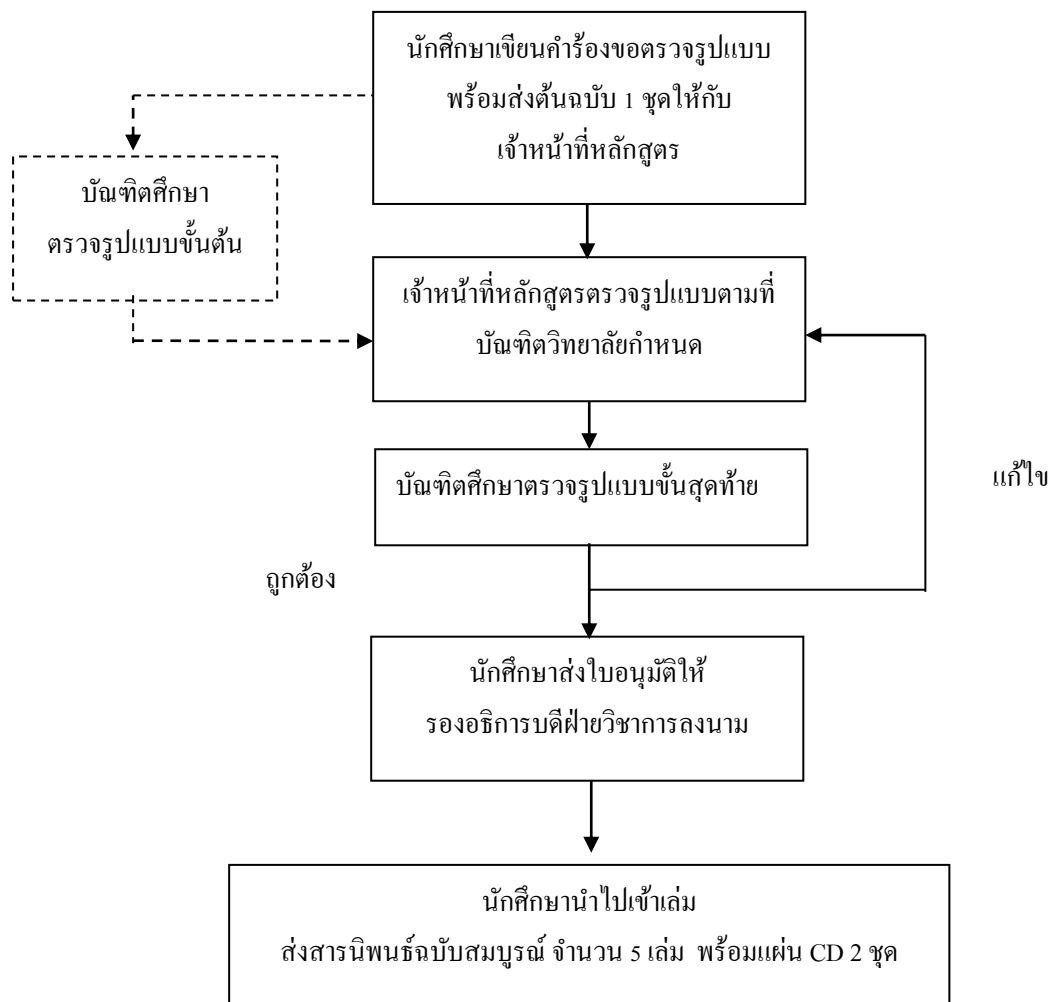 นักศึกษาเขียนคำร้องขอตรวจรูปแบบ
พร้อมส่งต้นฉบับ 1 ชุดให้กับ
เจ้าหน้าที่หลักสูตร
บัณฑิตศึกษา
ตรวจรูปแบบขั้นต้น
เจ้าหน้าที่หลักสูตรตรวจรูปแบบตามที่
บัณฑิตวิทยาลัยกำหนด
บัณฑิตศึกษาตรวจรูปแบบขั้นสุดท้าย
แก้ไข
ถูกต้อง
นักศึกษาส่งใบอนุมัติให้
รองอธิการบดีฝ่ายวิชาการลงนาม
นักศึกษานำไปเข้าเล่ม
ส่งสารนิพนธ์ฉบับสมบูรณ์ จำนวน 5 เล่ม พร้อมแผ่น CD 2 ชุด